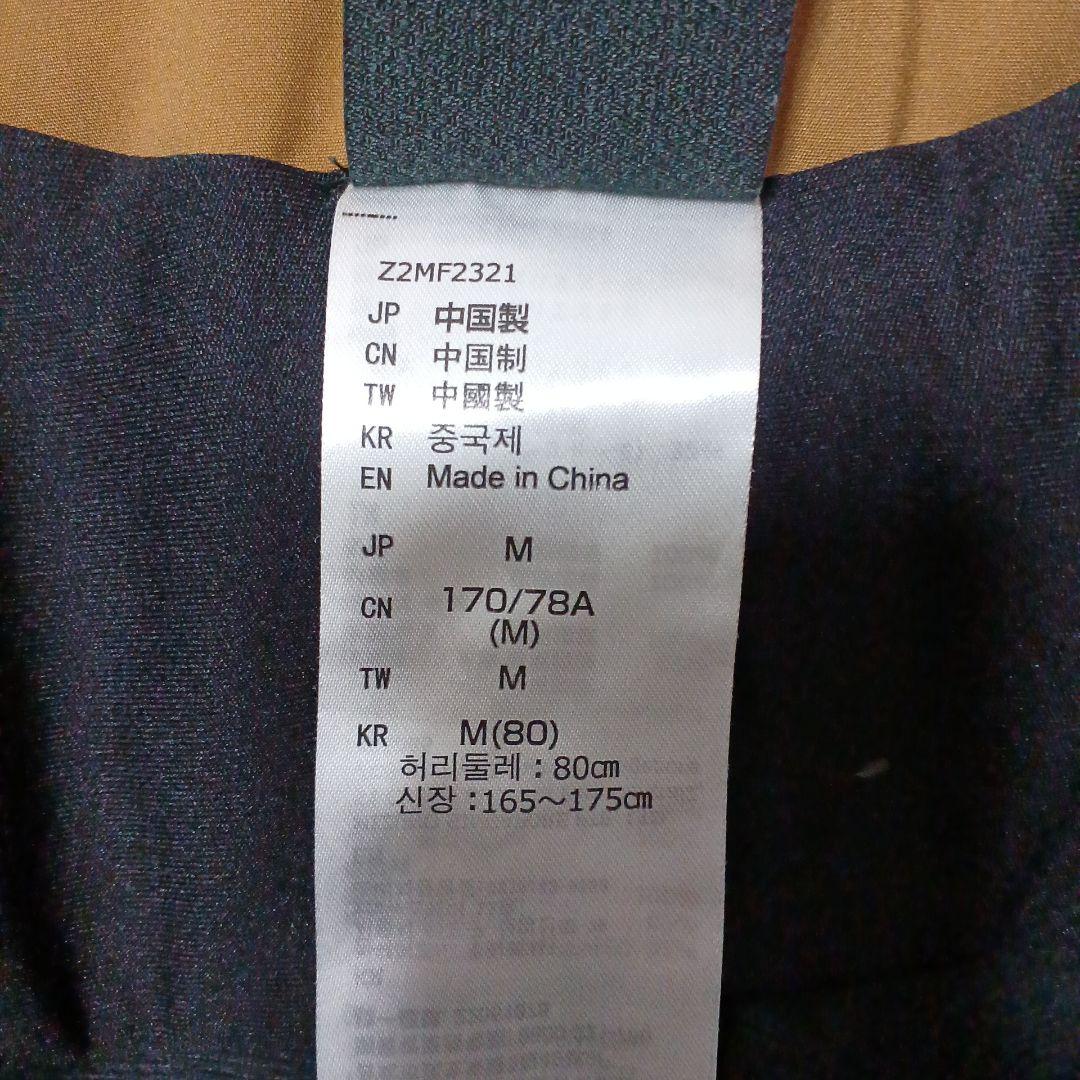 Z2MF2321
JP 中国製
CN 中国制
TW 中國製
KR 중국제
EN Made in China
JP M
CN 170/78A
(M)
TW M
KR M(80)
허리둘레 : 80㎝
신장 :165～175㎝